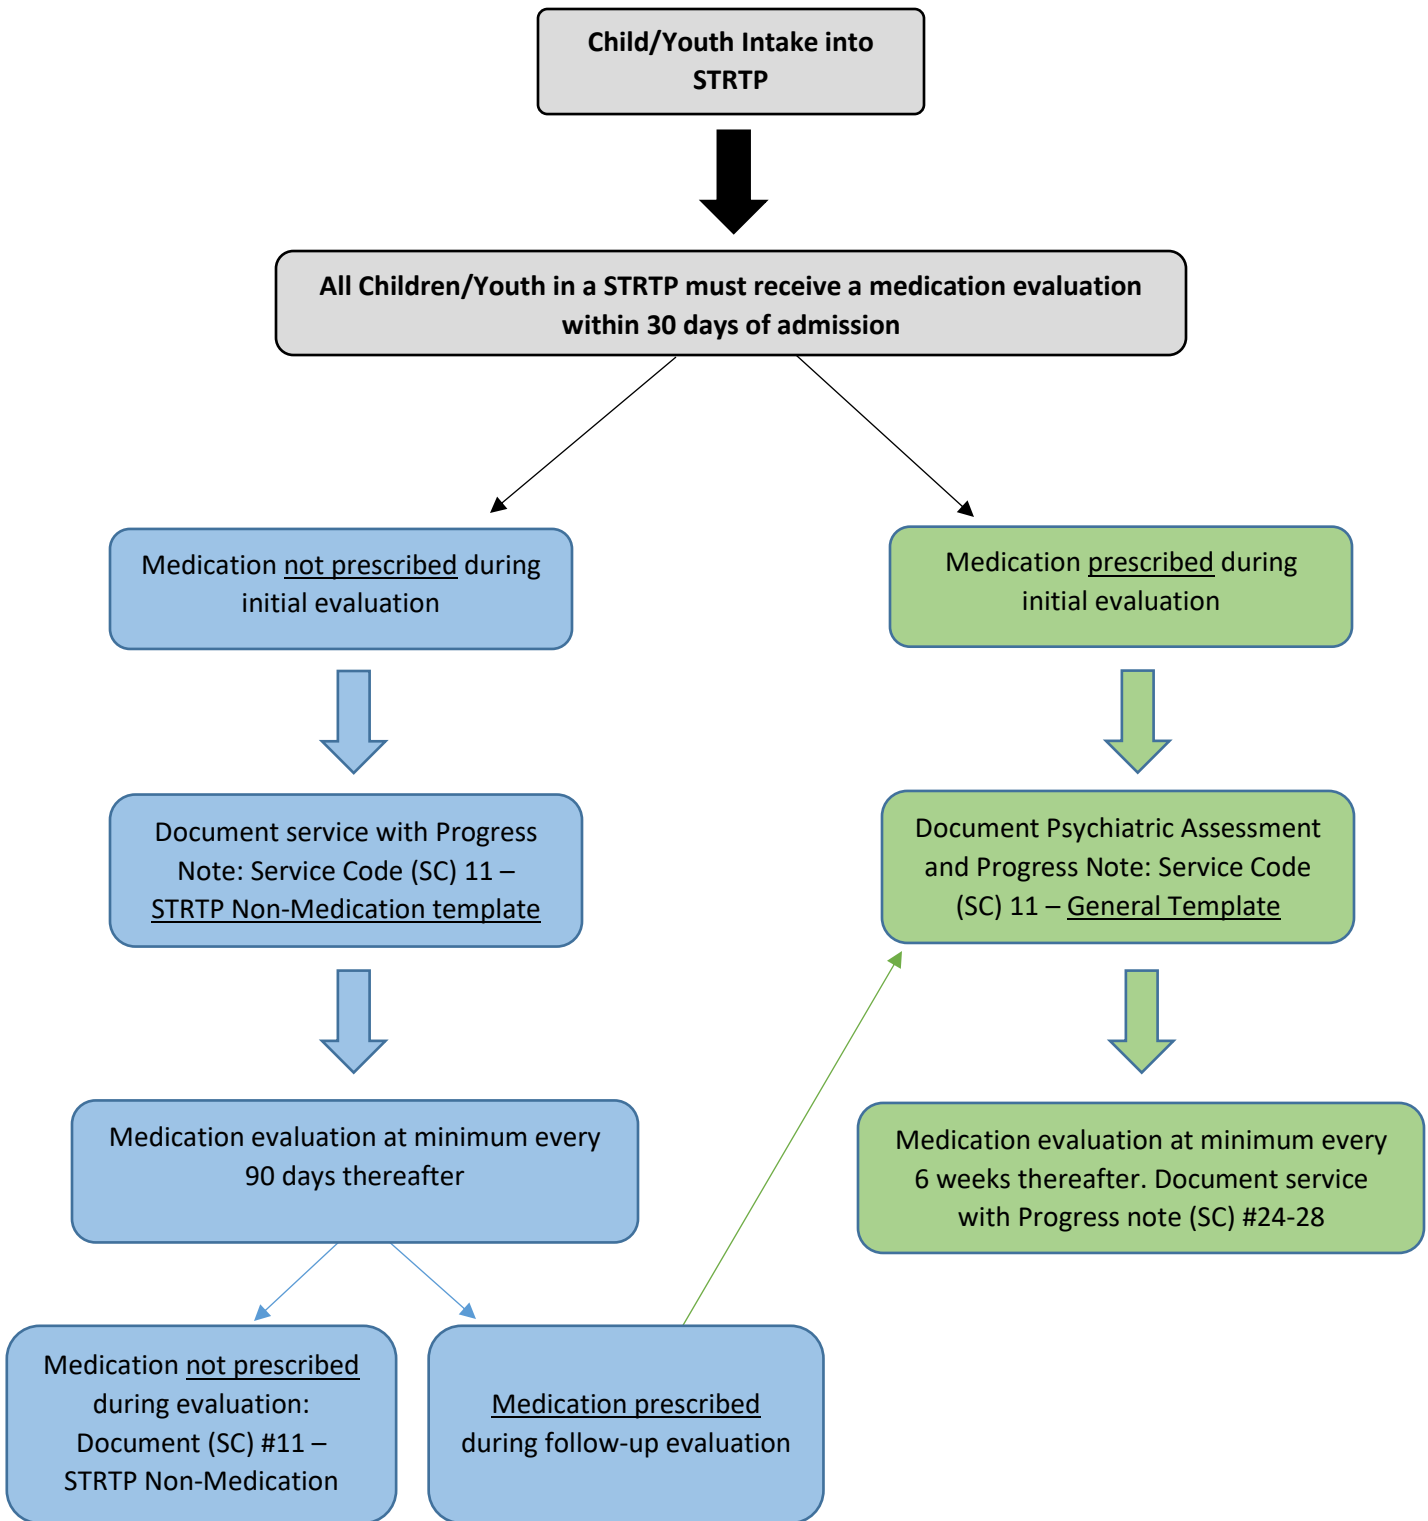 Child/Youth Intake into
STRTP
All Children/Youth in a STRTP must receive a medication evaluation
within 30 days of admission
Medication not prescribed during
initial evaluation
Medication prescribed during
initial evaluation
Document service with Progress
Note: Service Code (SC) 11 –
STRTP Non-Medication template
Document Psychiatric Assessment
and Progress Note: Service Code
(SC) 11 – General Template
Medication evaluation at minimum every
90 days thereafter
Medication evaluation at minimum every
6 weeks thereafter. Document service
with Progress note (SC) #24-28
Medication not prescribed
during evaluation:
Document (SC) #11 –
STRTP Non-Medication
Medication prescribed
during follow-up evaluation